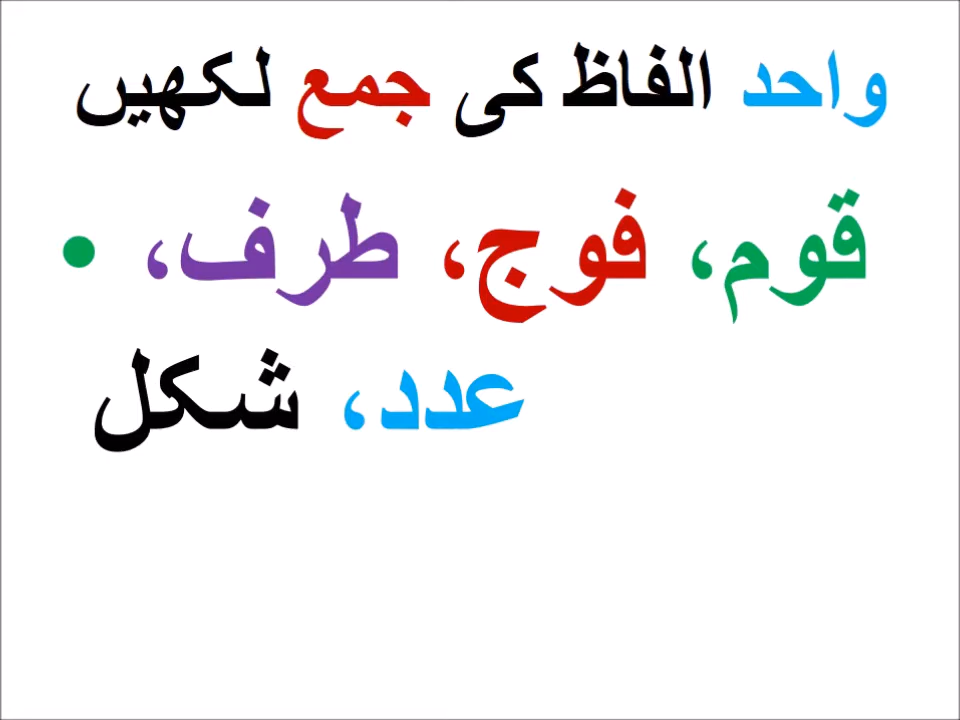 واحد الفاظ کی جمع لکھیں
قوم، فوج، طرف، •
عدد، شکل